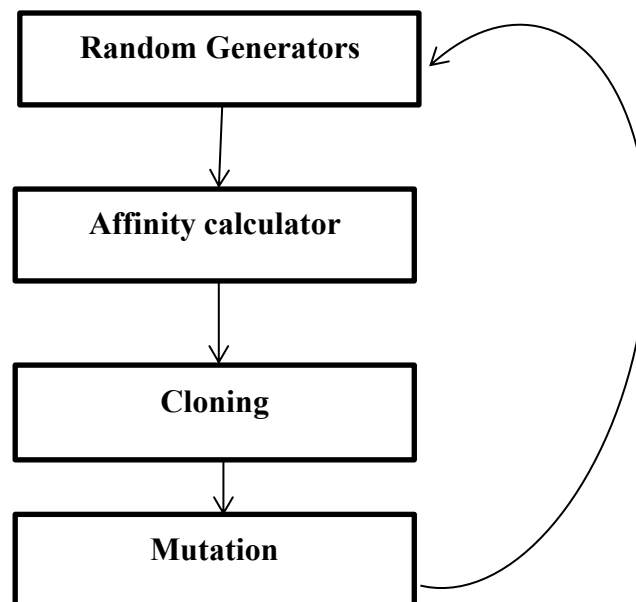 Random Generators
Affinity calculator
Cloning
Mutation